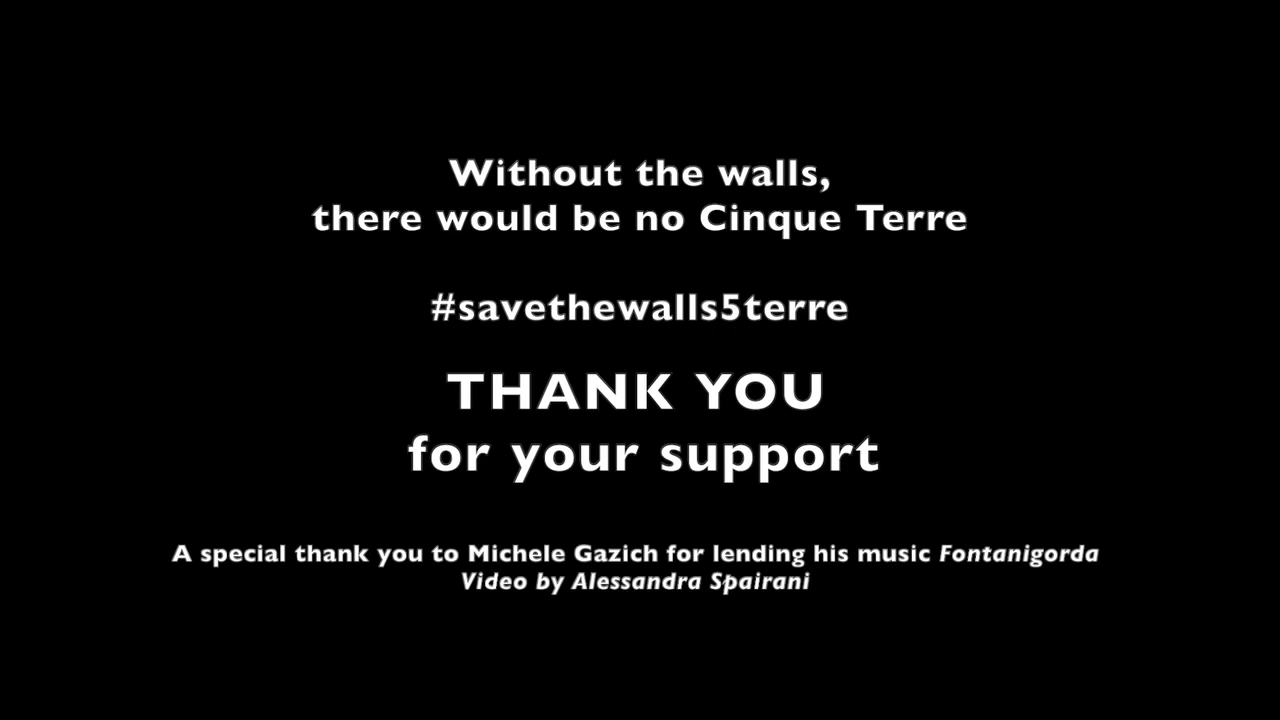 Without the walls,
there would be no Cinque Terre
#savethewalls5terre
THANK YOU
for your support
A special thank you to Michele Gazich for lending his music Fontanigorda
Video by Alessandra Spairani